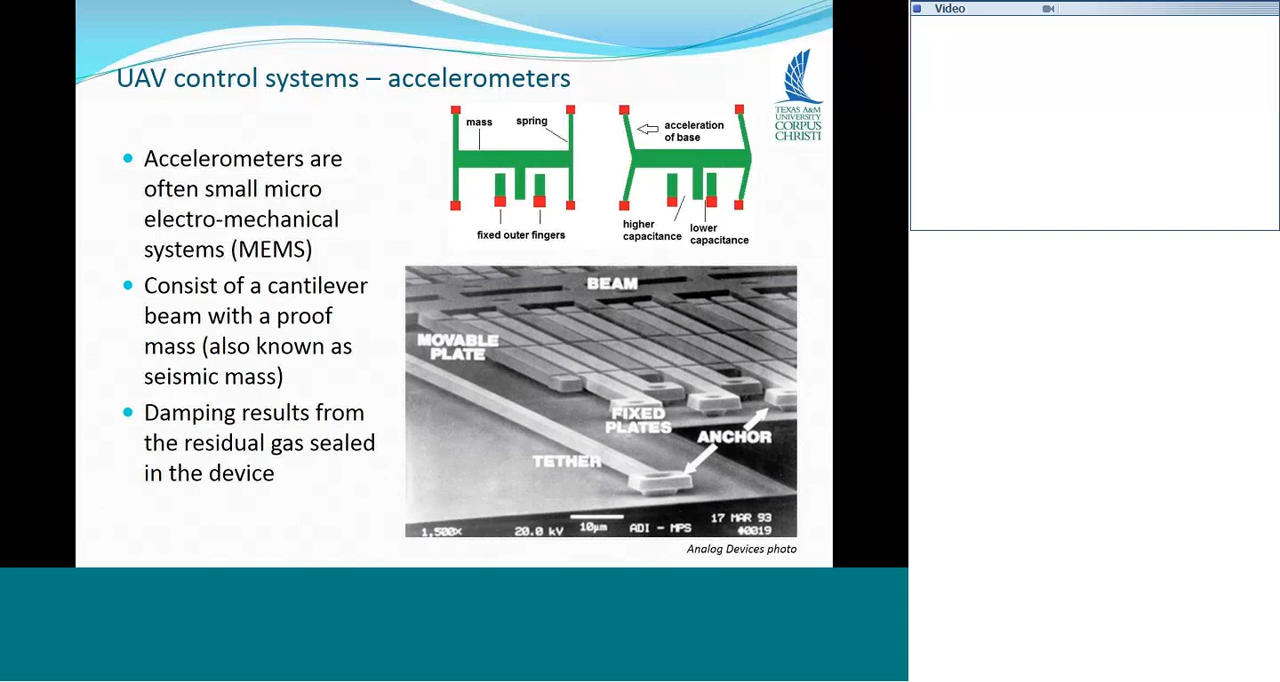 Video
UAV control systems – accelerometers
TEXAS A&M
UNIVERSITY
CORPUS
CHRISTI
mass
spring
acceleration
of base
fixed outer fingers
higher
capacitance
lower
capacitance
• Accelerometers are
often small micro
electro-mechanical
systems (MEMS)
• Consist of a cantilever
beam with a proof
mass (also known as
seismic mass)
• Damping results from
the residual gas sealed
in the device
BEAM
MOVABLE
PLATE
FIXED
PLATES
ANCHOR
TETHER
1,500X 20.0 kV 10µm ADI - MPS 17 MAR 93
#0019
Analog Devices photo